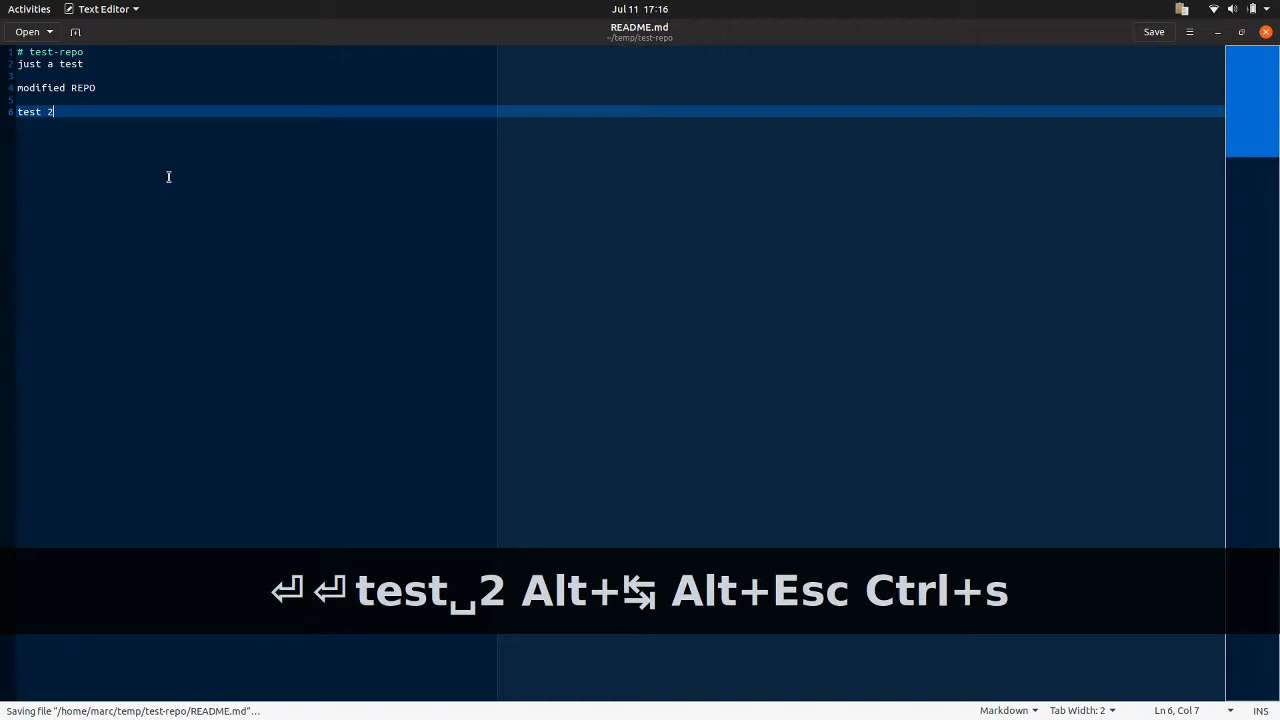 Activities Text Editor Jul 11 17:16
Open README.md Save
~/temp/test-repo
1 # test-repo
2 just a test
3
4 modified REPO
5
6 test 2
⏎⏎test␣2 Alt+↹ Alt+Esc Ctrl+s
Saving file “/home/marc/temp/test-repo/README.md”… Markdown Tab Width: 2 Ln 6, Col 7 INS